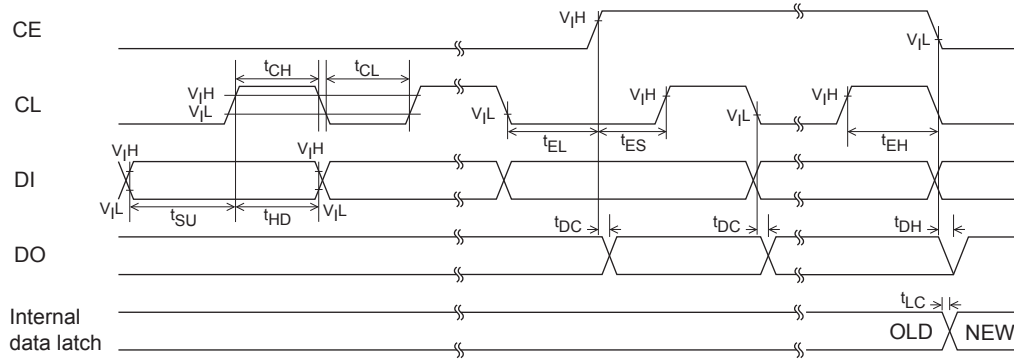 CE
VIL
tCH
tCL
VIH
CL
VIH
VIL
VIH
VIL
VIH
VIL
VIH
tEL
tES
tEH
VIH
VIH
DI
VIL
tSU
tHD
VIL
tDC
tDC
tDH
DO
tLC
Internal
data latch
OLD
NEW